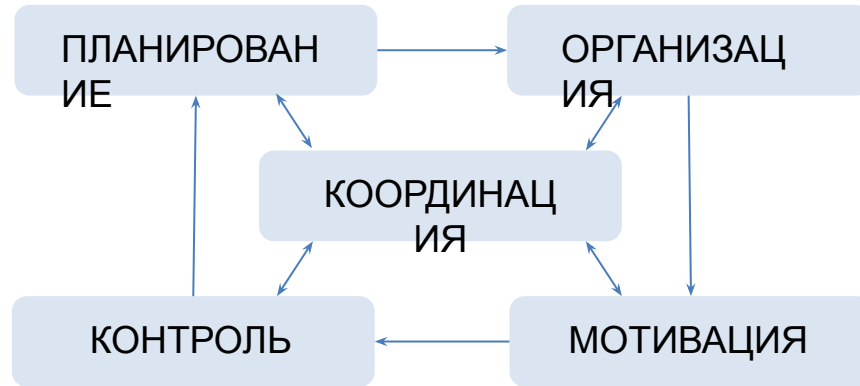 ПЛАНИРОВАН
ИЕ
ОРГАНИЗАЦ
ИЯ
КООРДИНАЦ
ИЯ
КОНТРОЛЬ
МОТИВАЦИЯ